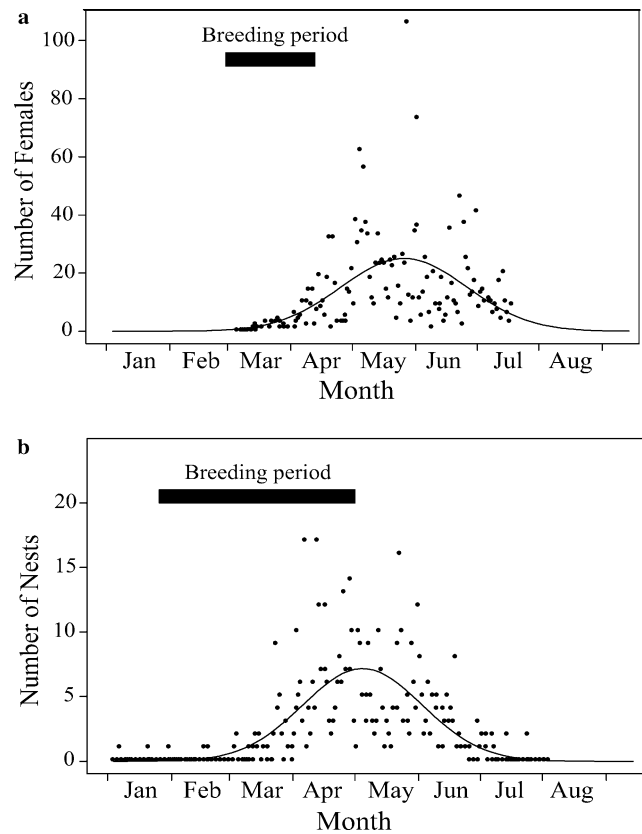 a
Breeding period
100
80
60
40
20
0
Number of Females
Jan Feb Mar Apr May Jun Jul Aug
Month
b
Breeding period
20
15
10
5
0
Number of Nests
Jan Feb Mar Apr May Jun Jul Aug
Month